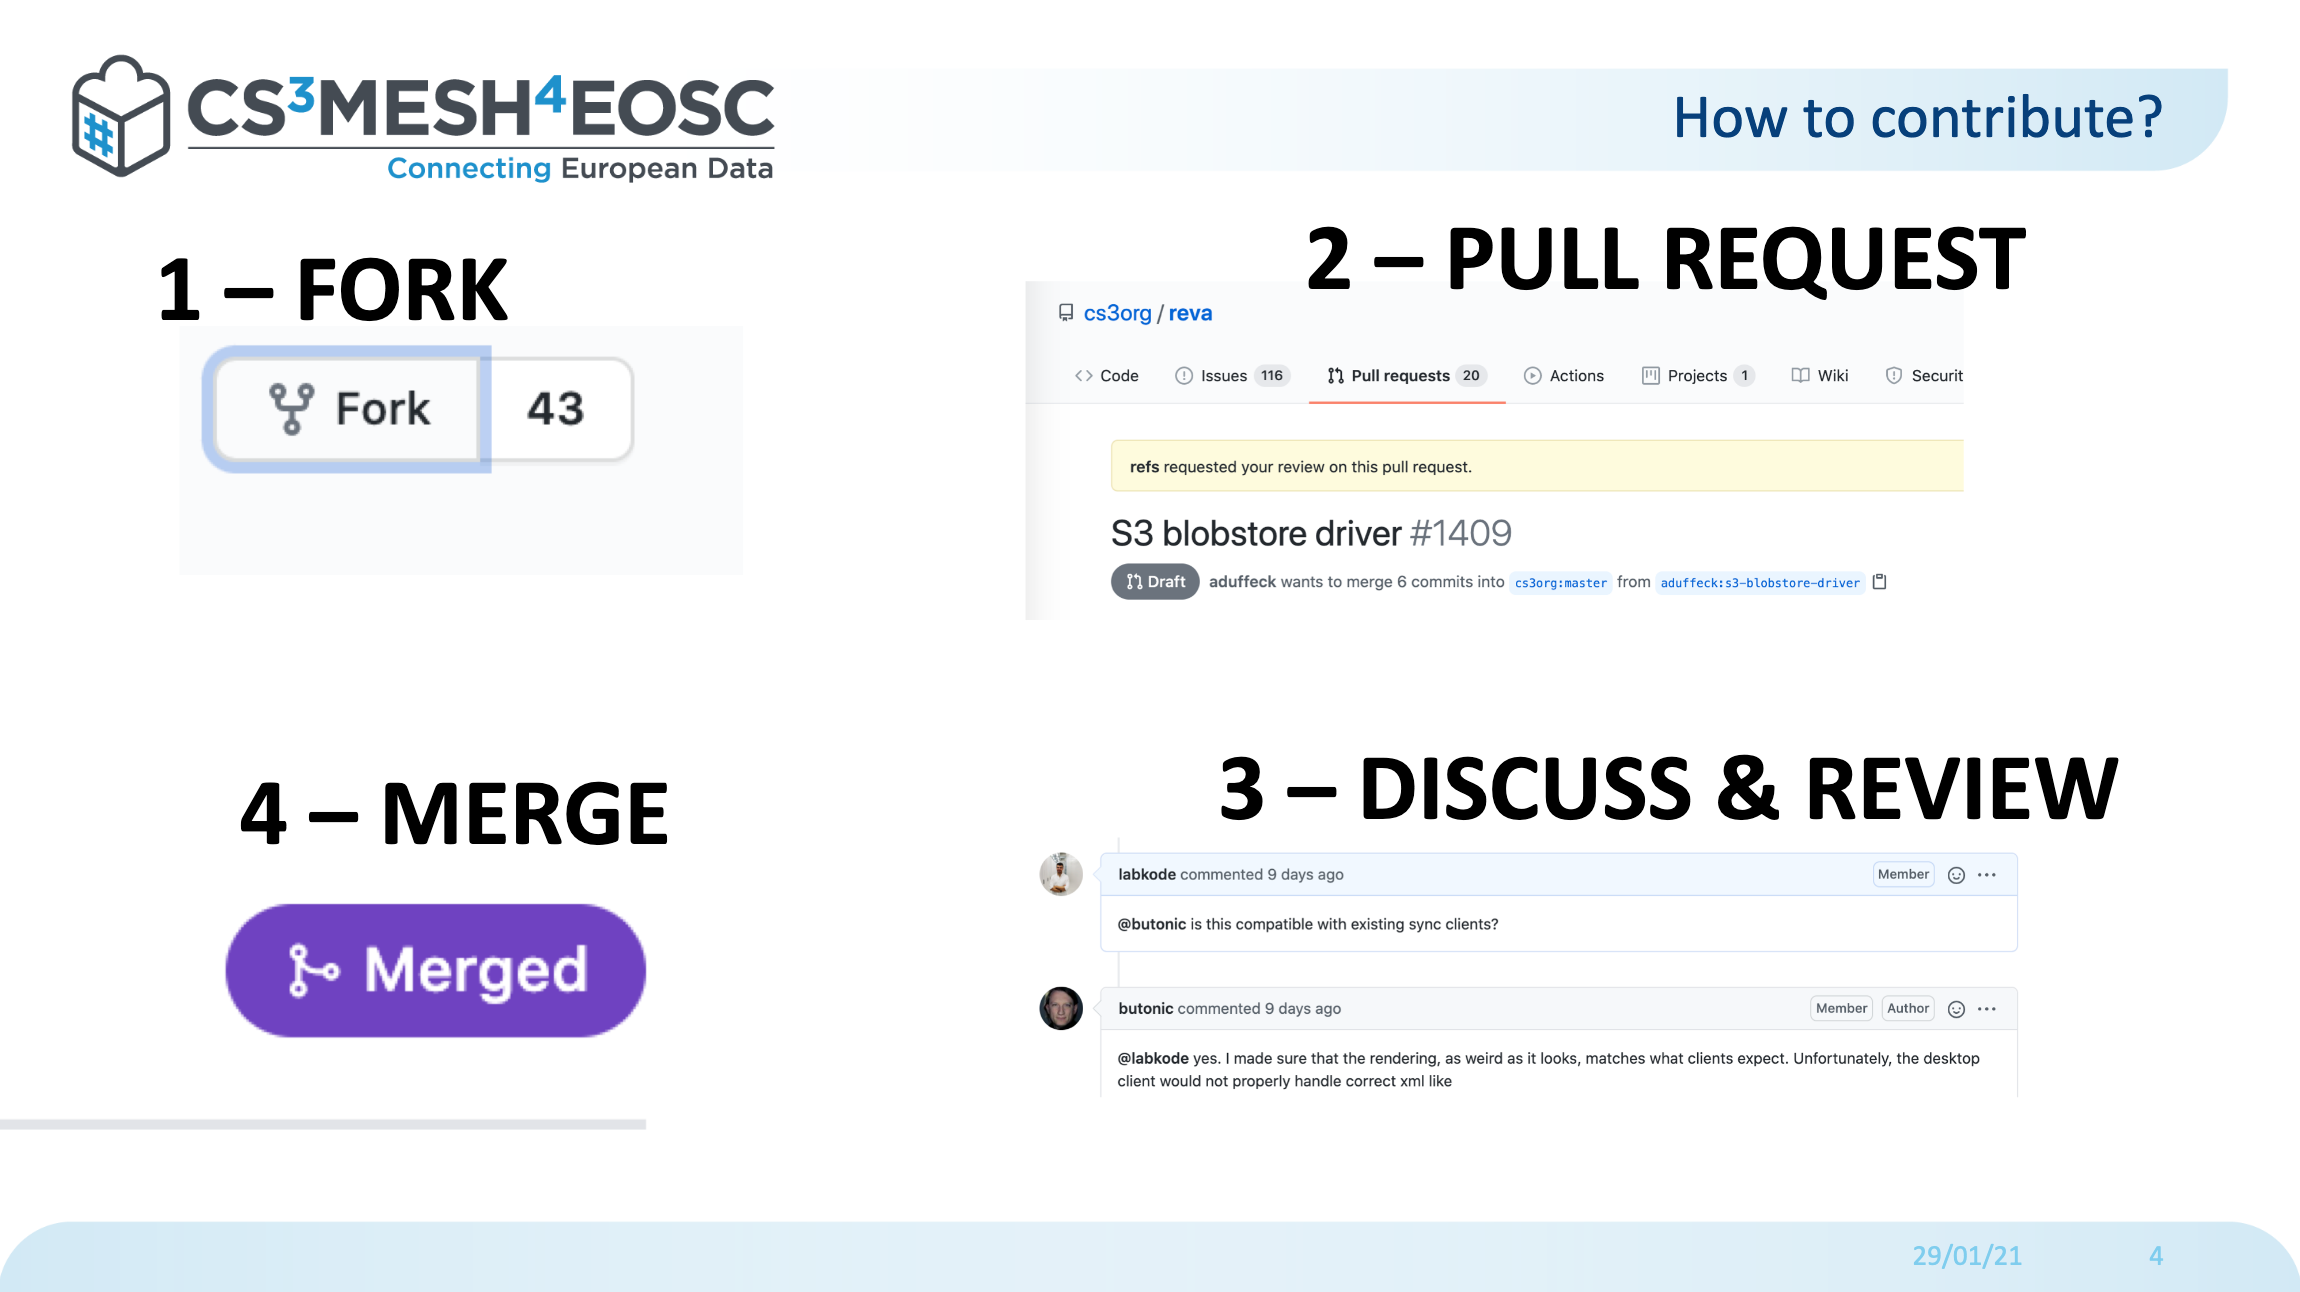 CS³MESH⁴EOSC
Connecting European Data
How to contribute?
1 – FORK
Fork 43
2 – PULL REQUEST
cs3org / reva
Code Issues 116 Pull requests 20 Actions Projects 1 Wiki Securit
refs requested your review on this pull request.
S3 blobstore driver #1409
Draft aduffeck wants to merge 6 commits into cs3org:master from aduffeck:s3-blobstore-driver
4 – MERGE
Merged
3 – DISCUSS & REVIEW
labkode commented 9 days ago Member
@butonic is this compatible with existing sync clients?
butonic commented 9 days ago Member Author
@labkode yes. I made sure that the rendering, as weird as it looks, matches what clients expect. Unfortunately, the desktop
client would not properly handle correct xml like
29/01/21 4